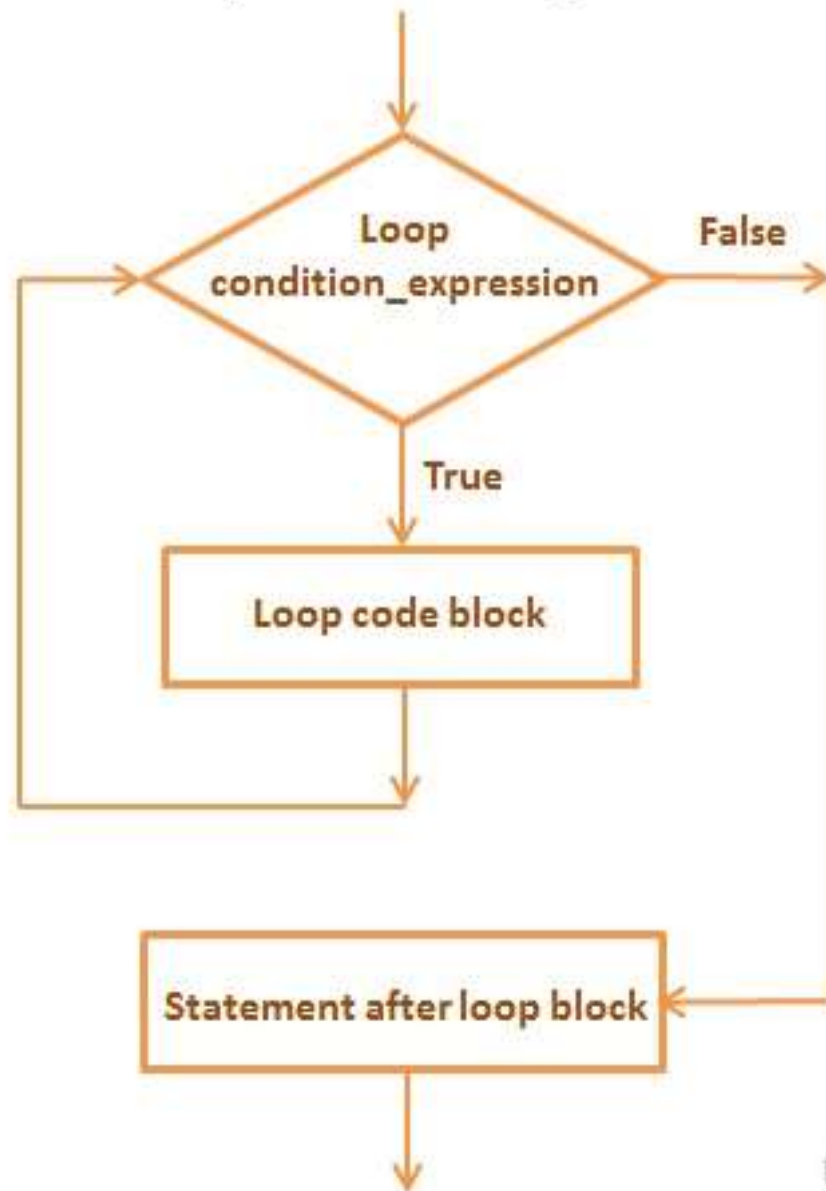 Loop
condition_expression
False
True
Loop code block
Statement after loop block